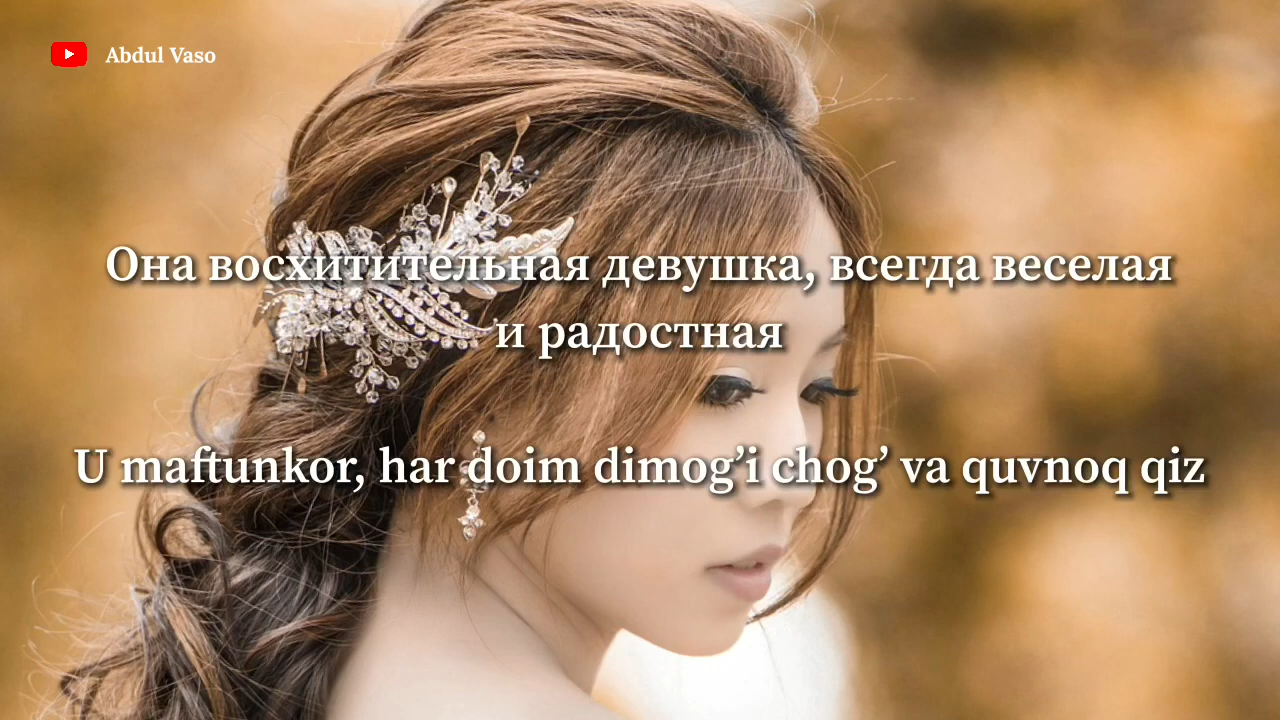 Abdul Vaso
Она восхитительная девушка, всегда веселая
и радостная
U maftunkor, har doim dimog’i chog’ va quvnoq qiz